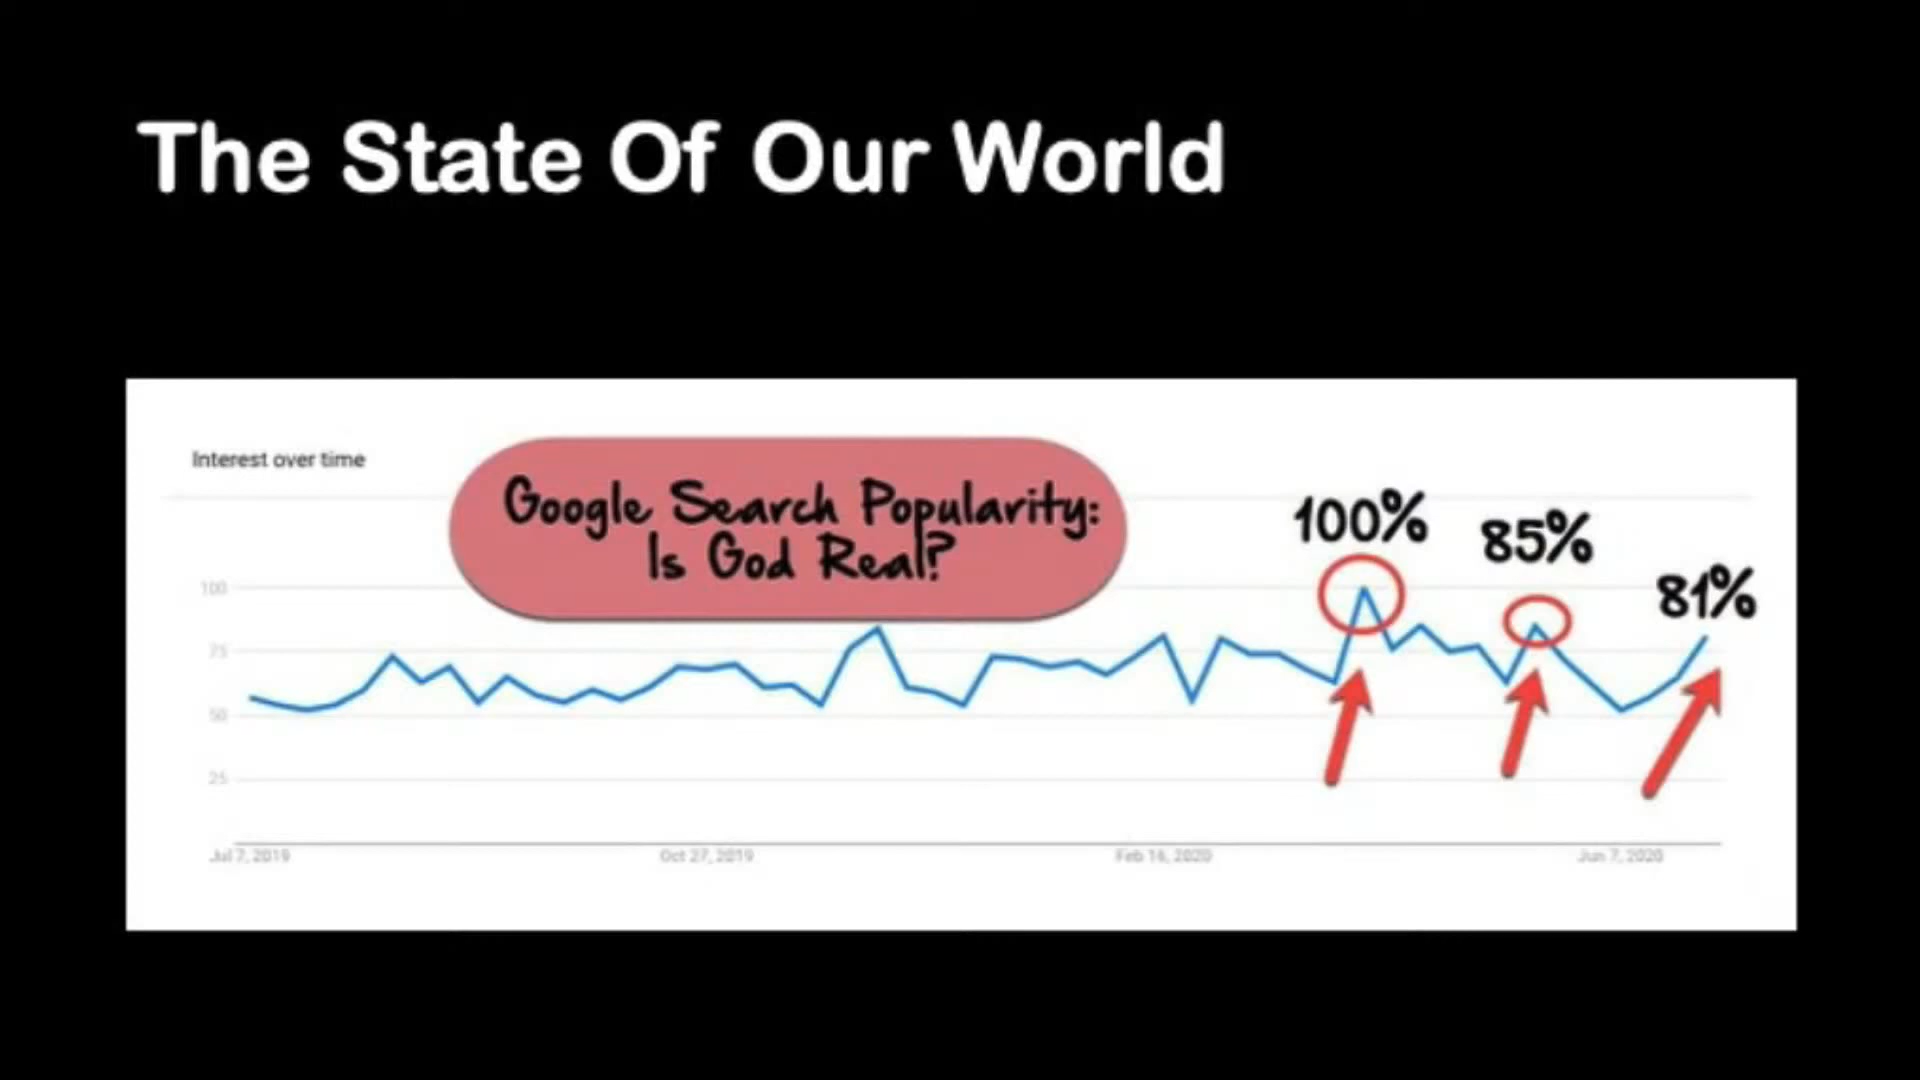 The State Of Our World
Interest over time
Google Search Popularity:
Is God Real?
100%
85%
81%
100
75
50
25
Jul 7, 2019
Oct 27, 2019
Feb 16, 2020
Jun 7, 2020